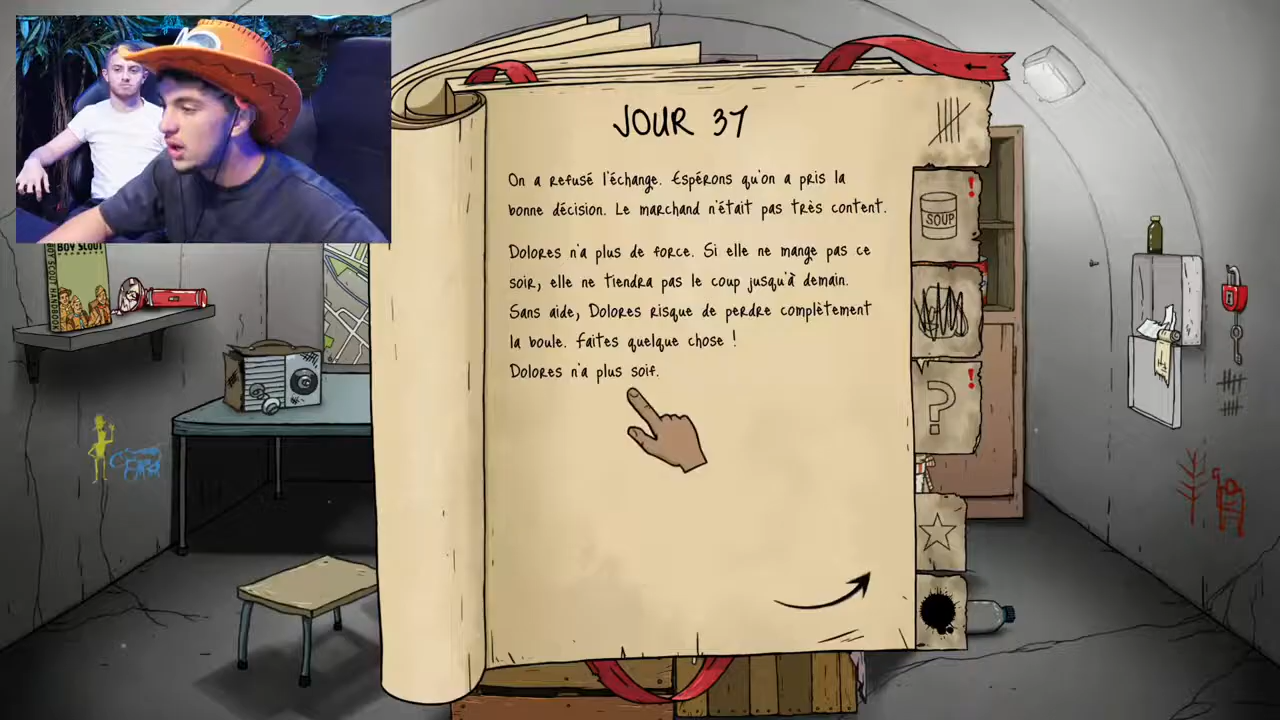 JOUR 37
On a refusé l'échange. Espérons qu'on a pris la
bonne décision. Le marchand n'était pas très content.
Dolores n'a plus de force. Si elle ne mange pas ce
soir, elle ne tiendra pas le coup jusqu'à demain.
Sans aide, Dolores risque de perdre complètement
la boule. Faites quelque chose !
Dolores n'a plus soif.
SOUP
!
?
!
BOY SCOUT
HANDBOOK